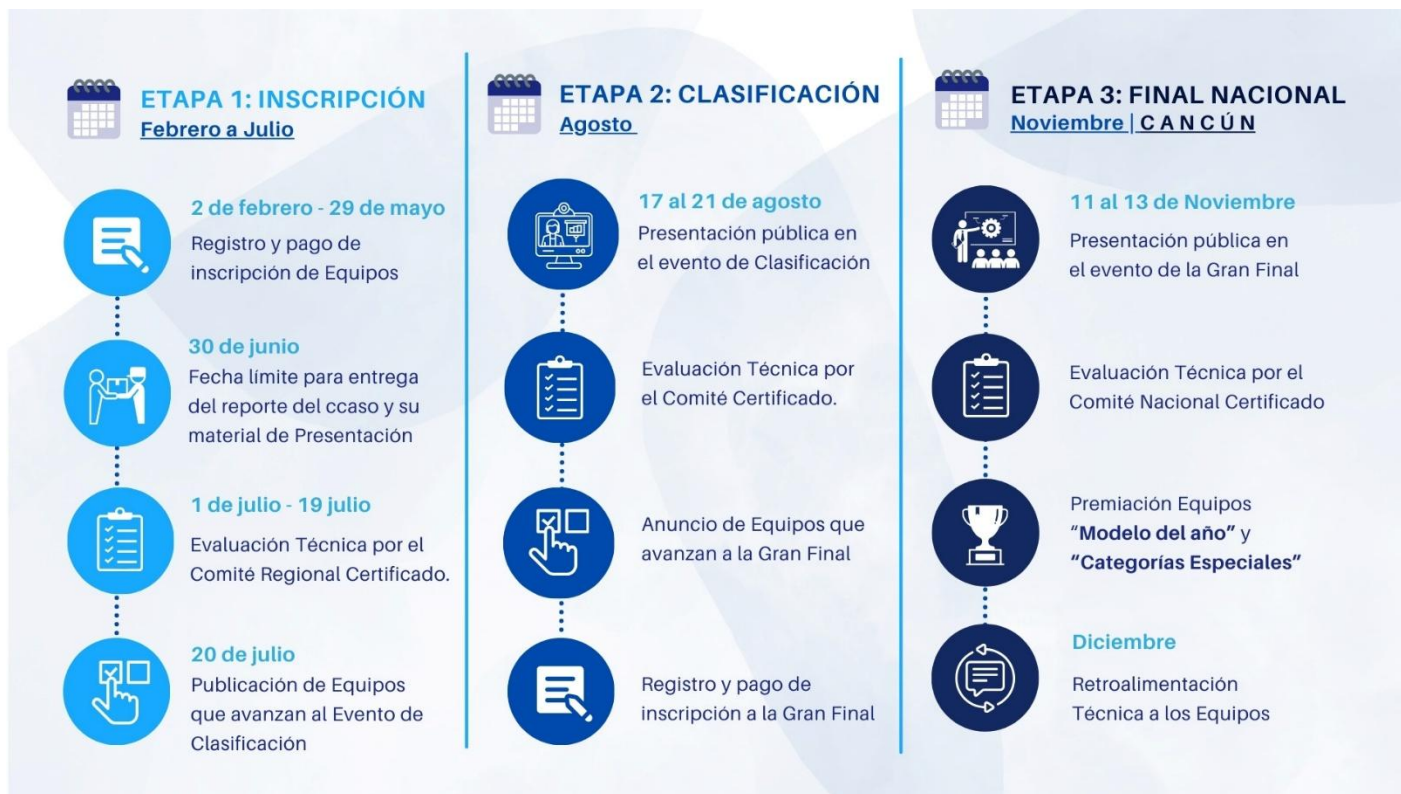 ETAPA 1: INSCRIPCIÓN
Febrero a Julio
2 de febrero - 29 de mayo
Registro y pago de
inscripción de Equipos
30 de junio
Fecha límite para entrega
del reporte del ccaso y su
material de Presentación
1 de julio - 19 julio
Evaluación Técnica por el
Comité Regional Certificado.
20 de julio
Publicación de Equipos
que avanzan al Evento de
Clasificación
ETAPA 2: CLASIFICACIÓN
Agosto
17 al 21 de agosto
Presentación pública en
el evento de Clasificación
Evaluación Técnica por
el Comité Certificado.
Anuncio de Equipos que
avanzan a la Gran Final
Registro y pago de
inscripción a la Gran Final
ETAPA 3: FINAL NACIONAL
Noviembre | CANCÚN
11 al 13 de Noviembre
Presentación pública en
el evento de la Gran Final
Evaluación Técnica por el
Comité Nacional Certificado
Premiación Equipos
“Modelo del año” y
“Categorías Especiales”
Diciembre
Retroalimentación
Técnica a los Equipos